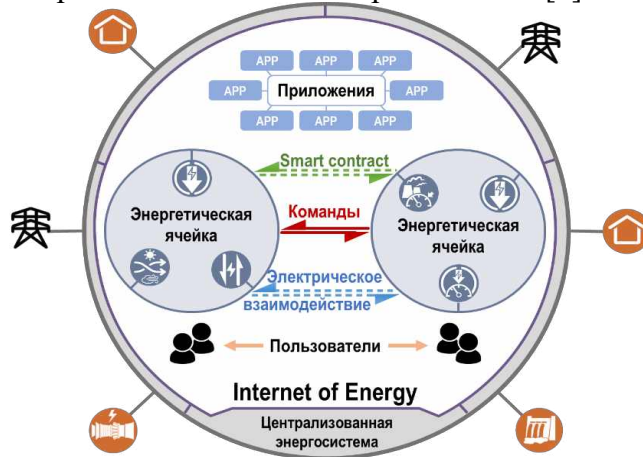 APP APP APP
APP Приложения APP
APP APP APP
Smart contract
Энергетическая
ячейка
Команды
Энергетическая
ячейка
Электрическое
взаимодействие
Пользователи
Internet of Energy
Централизованная
энергосистема